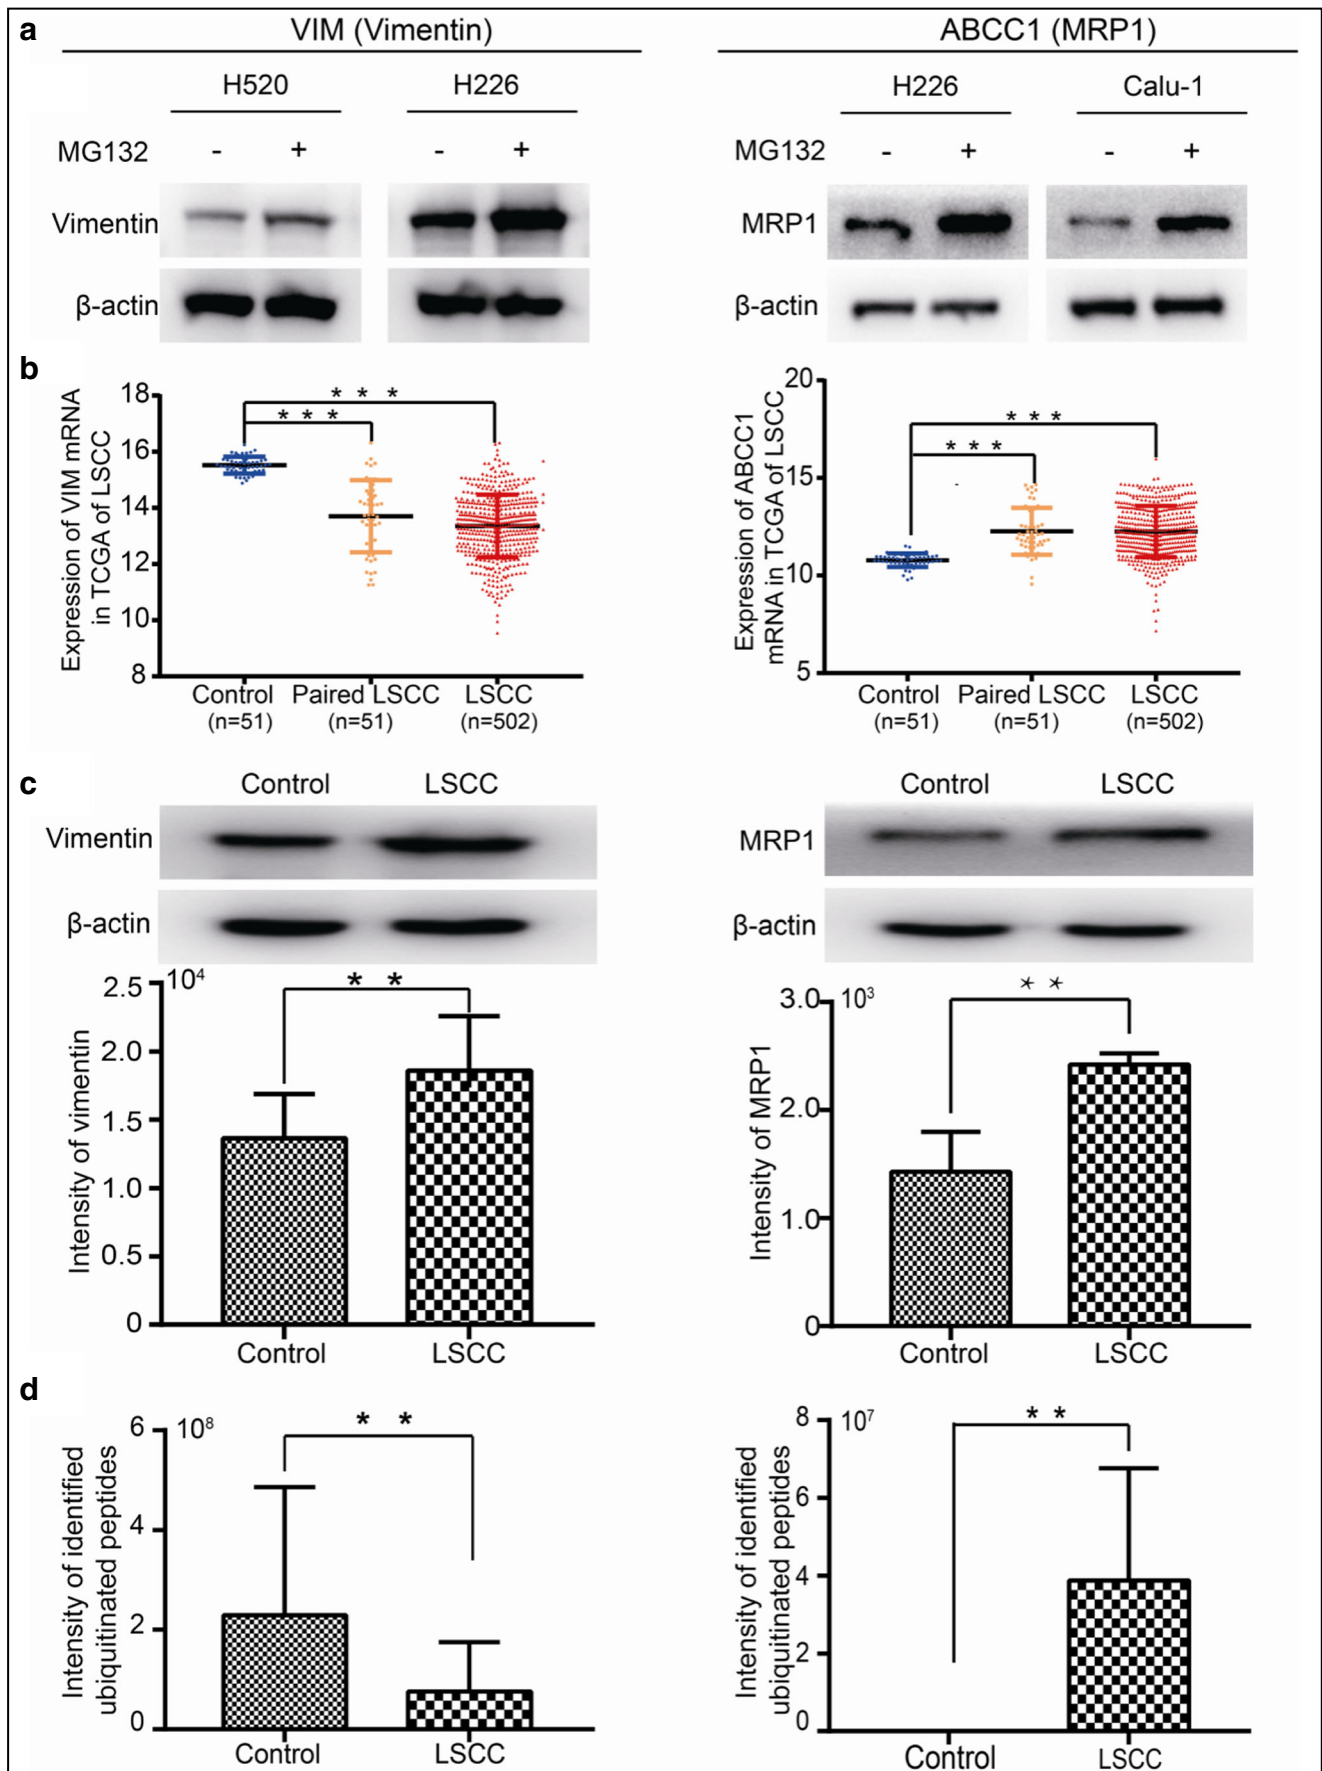 a
VIM (Vimentin)
ABCC1 (MRP1)
H520
H226
H226
Calu-1
MG132
-
+
-
+
MG132
-
+
-
+
Vimentin
MRP1
β-actin
β-actin
b
Expression of VIM mRNA
in TCGA of LSCC
18
16
14
12
10
8
* * *
* * *
Control
(n=51)
Paired LSCC
(n=51)
LSCC
(n=502)
Expression of ABCC1
mRNA in TCGA of LSCC
20
15
10
5
* * *
* * *
Control
(n=51)
Paired LSCC
(n=51)
LSCC
(n=502)
c
Control
LSCC
Vimentin
β-actin
Intensity of vimentin
2.5
10⁴
2.0
1.5
1.0
0.5
0
* *
Control
LSCC
Control
LSCC
MRP1
β-actin
Intensity of MRP1
3.0
10³
2.0
1.0
0
* *
Control
LSCC
d
Intensity of identified
ubiquitinated peptides
6
10⁸
4
2
0
* *
Control
LSCC
Intensity of identified
ubiquitinated peptides
8
10⁷
6
4
2
0
* *
Control
LSCC